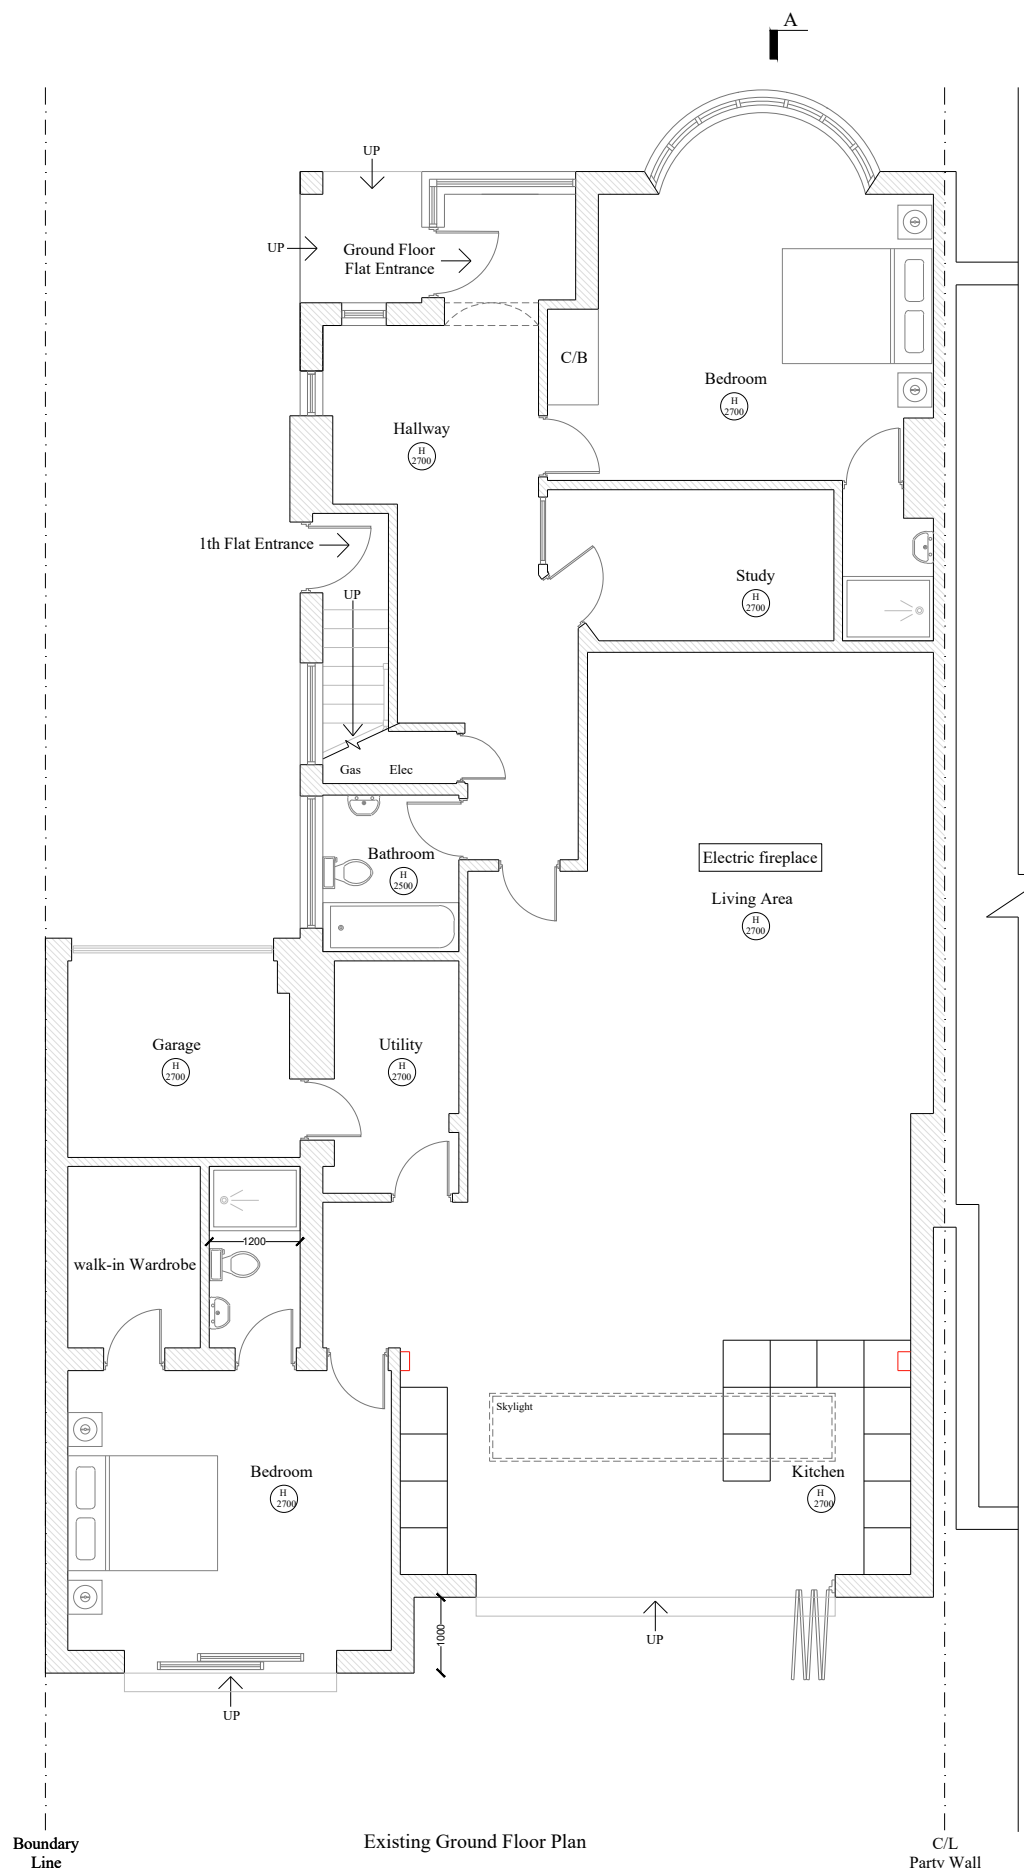 A
UP
UP
Ground Floor
Flat Entrance
C/B
Bedroom
H
2700
Hallway
H
2700
1th Flat Entrance
UP
Study
H
2700
Gas
Elec
Bathroom
H
2500
Electric fireplace
Living Area
H
2700
Garage
H
2700
Utility
H
2700
1200
walk-in Wardrobe
Skylight
Bedroom
H
2700
Kitchen
H
2700
1000
UP
UP
Existing Ground Floor Plan
Boundary
Line
C/L
Party Wall